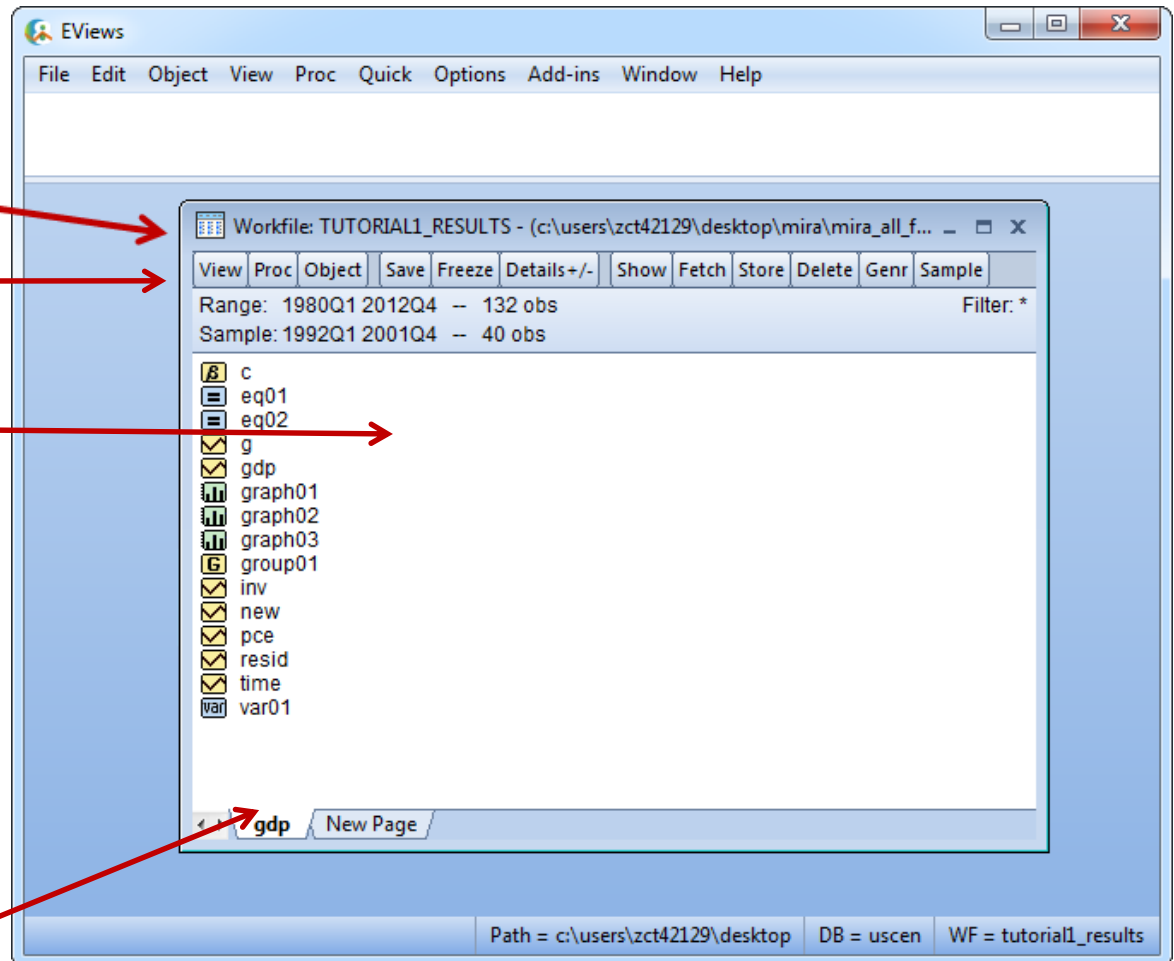 EViews
File Edit Object View Proc Quick Options Add-ins Window Help
Workfile: TUTORIAL1_RESULTS - (c:\users\zct42129\desktop\mira\mira_all_f...
View Proc Object Save Freeze Details+/- Show Fetch Store Delete Genr Sample
Range: 1980Q1 2012Q4 -- 132 obs Filter: *
Sample: 1992Q1 2001Q4 -- 40 obs
β c
eq01
eq02
g
gdp
graph01
graph02
graph03
G group01
inv
new
pce
resid
time
var var01
gdp New Page
Path = c:\users\zct42129\desktop DB = uscen WF = tutorial1_results